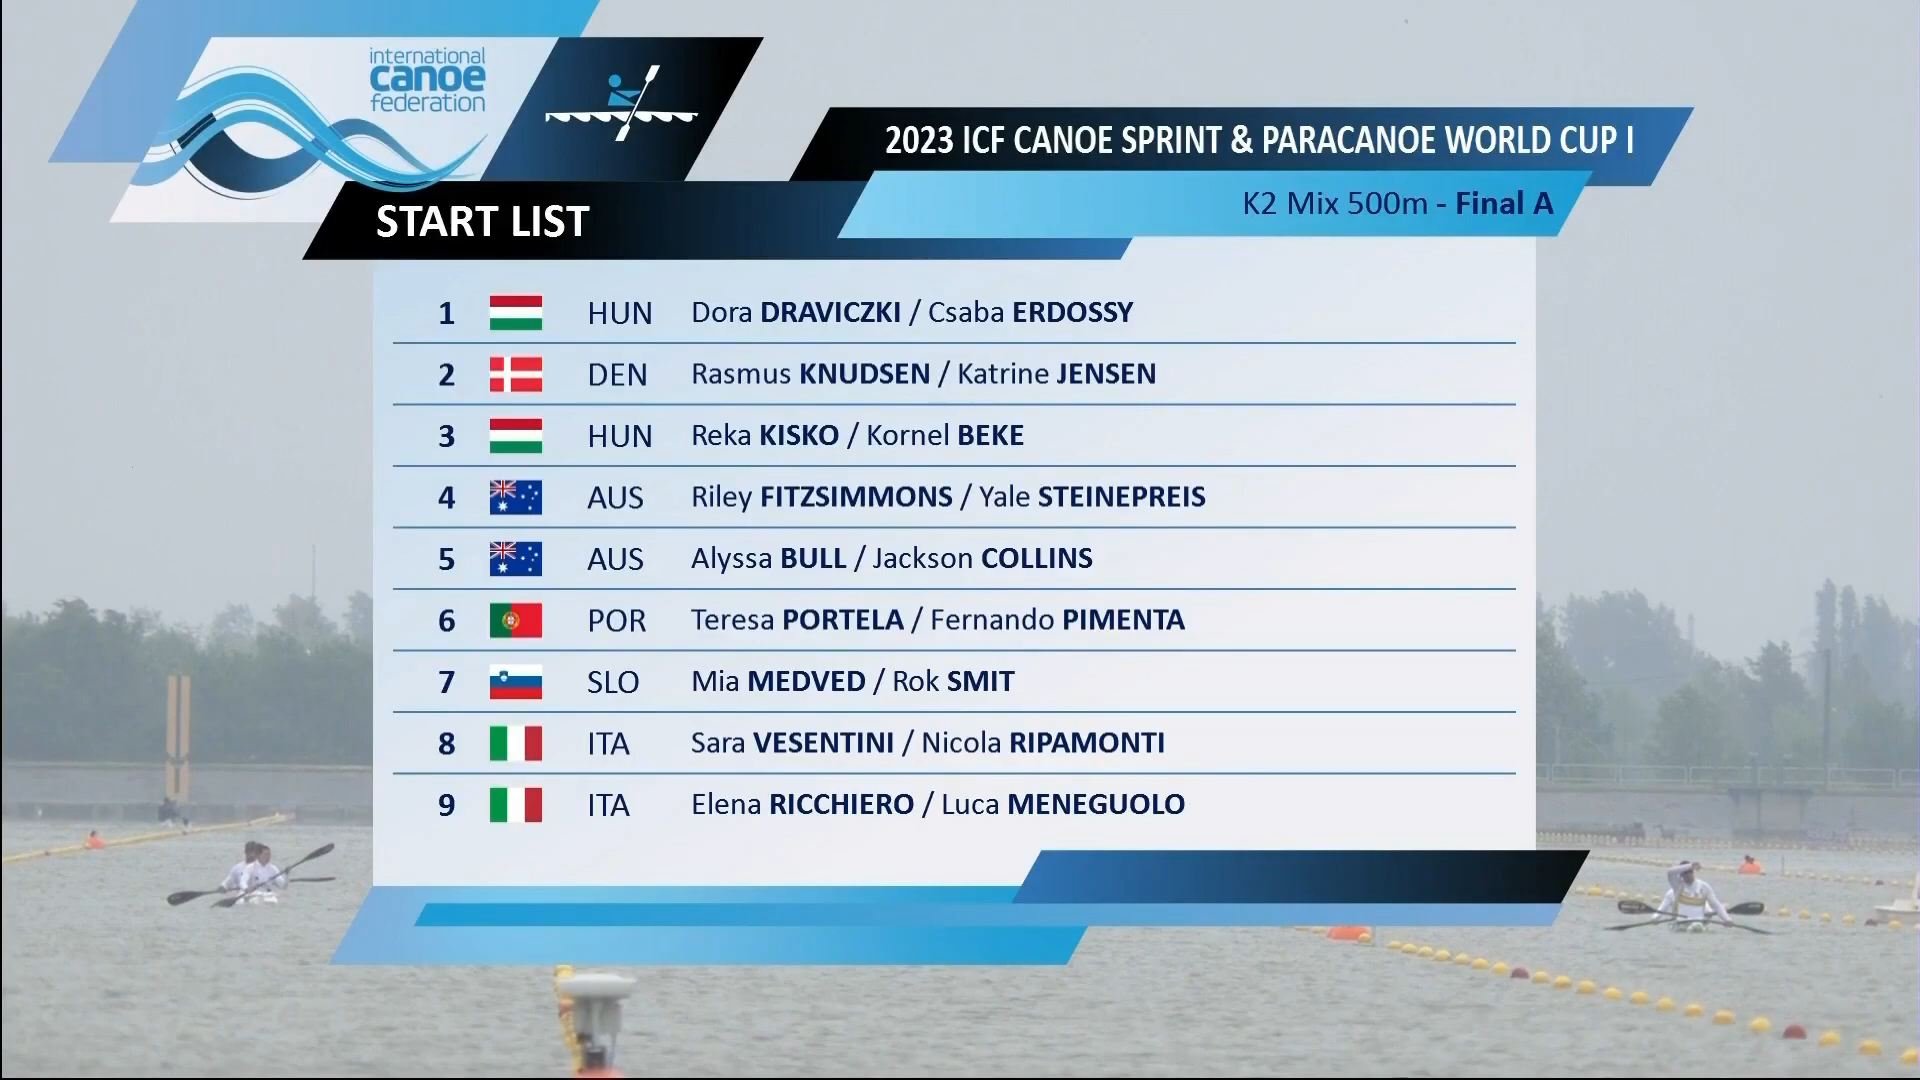 international
canoe
federation
2023 ICF CANOE SPRINT & PARACANOE WORLD CUP I
START LIST
K2 Mix 500m - Final A
1 HUN Dora DRAVICZKI / Csaba ERDOSSY
2 DEN Rasmus KNUDSEN / Katrine JENSEN
3 HUN Reka KISKO / Kornel BEKE
4 AUS Riley FITZSIMMONS / Yale STEINEPREIS
5 AUS Alyssa BULL / Jackson COLLINS
6 POR Teresa PORTELA / Fernando PIMENTA
7 SLO Mia MEDVED / Rok SMIT
8 ITA Sara VESENTINI / Nicola RIPAMONTI
9 ITA Elena RICCHIERO / Luca MENEGUOLO